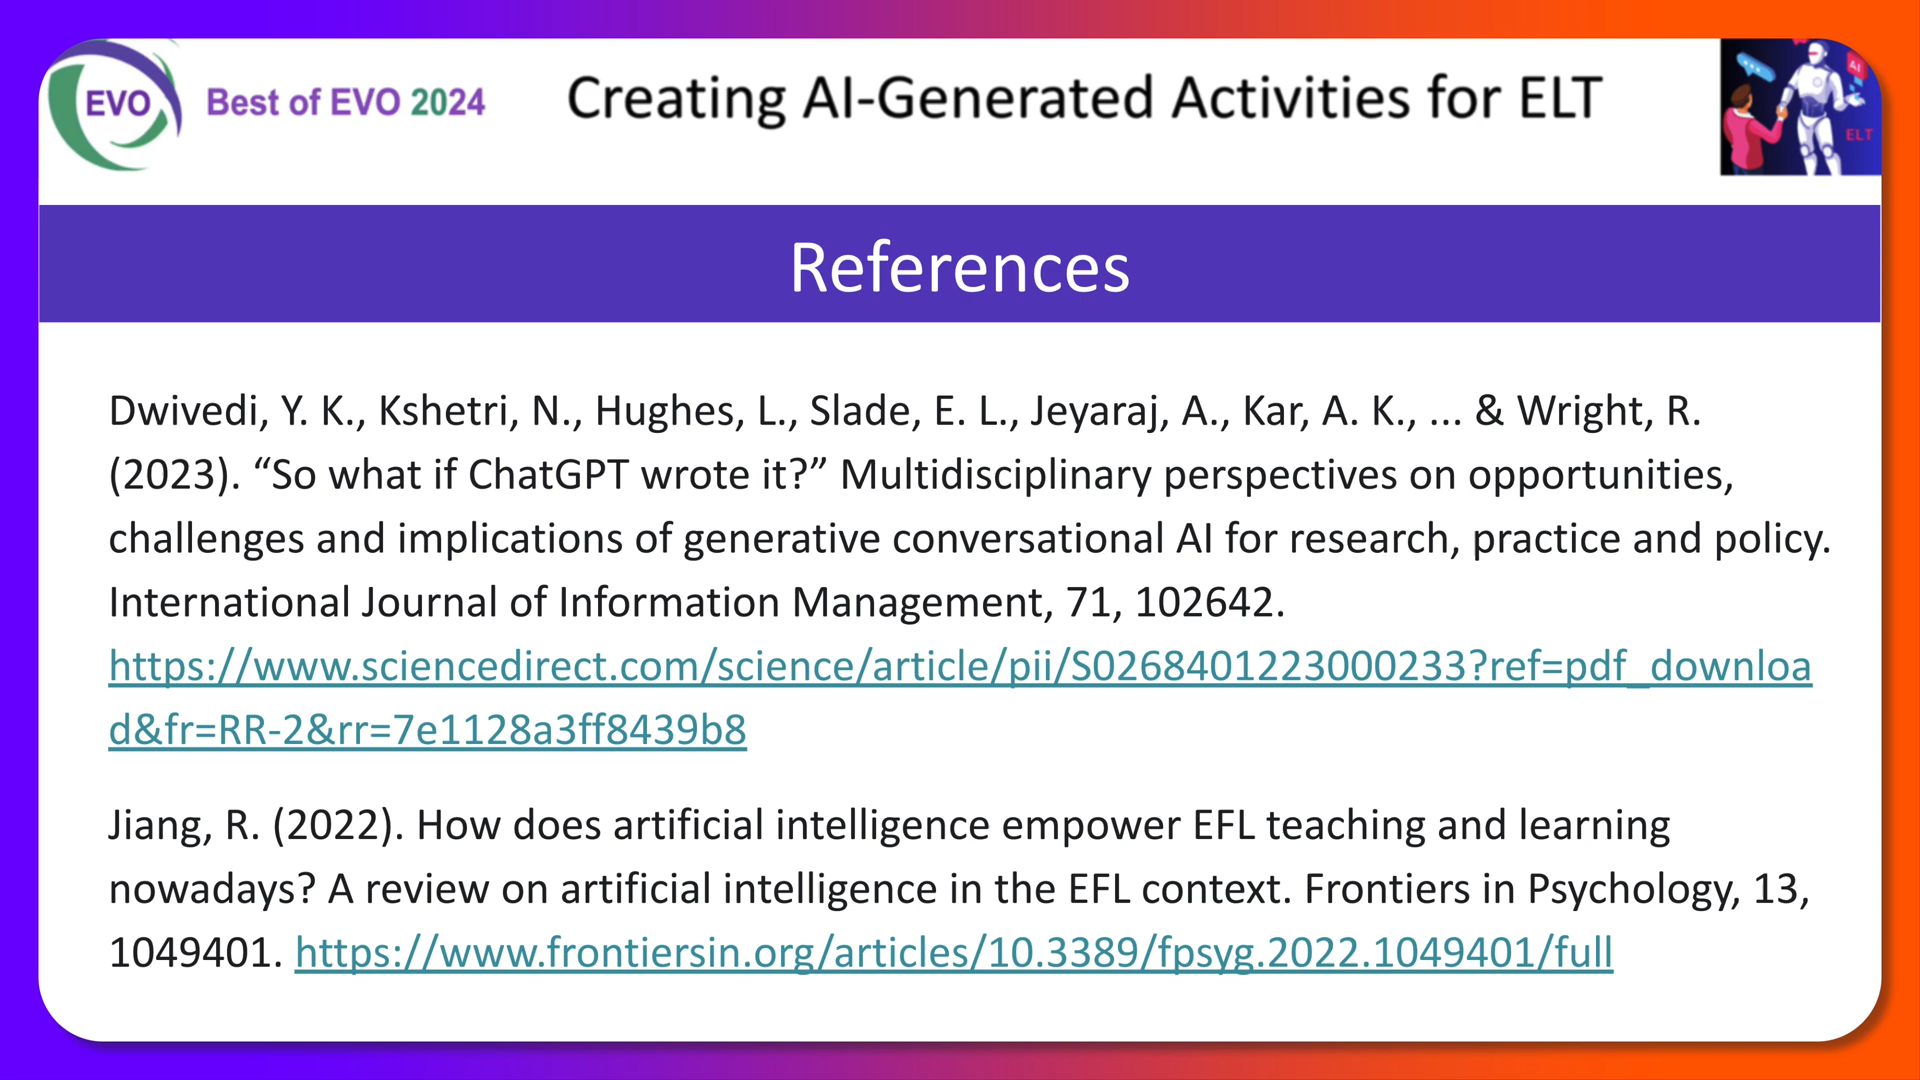 EVO
Best of EVO 2024
Creating AI-Generated Activities for ELT
AI
ELT
References
Dwivedi, Y. K., Kshetri, N., Hughes, L., Slade, E. L., Jeyaraj, A., Kar, A. K., ... & Wright, R.
(2023). “So what if ChatGPT wrote it?” Multidisciplinary perspectives on opportunities,
challenges and implications of generative conversational AI for research, practice and policy.
International Journal of Information Management, 71, 102642.
https://www.sciencedirect.com/science/article/pii/S0268401223000233?ref=pdf_downloa
d&fr=RR-2&rr=7e1128a3ff8439b8
Jiang, R. (2022). How does artificial intelligence empower EFL teaching and learning
nowadays? A review on artificial intelligence in the EFL context. Frontiers in Psychology, 13,
1049401. https://www.frontiersin.org/articles/10.3389/fpsyg.2022.1049401/full